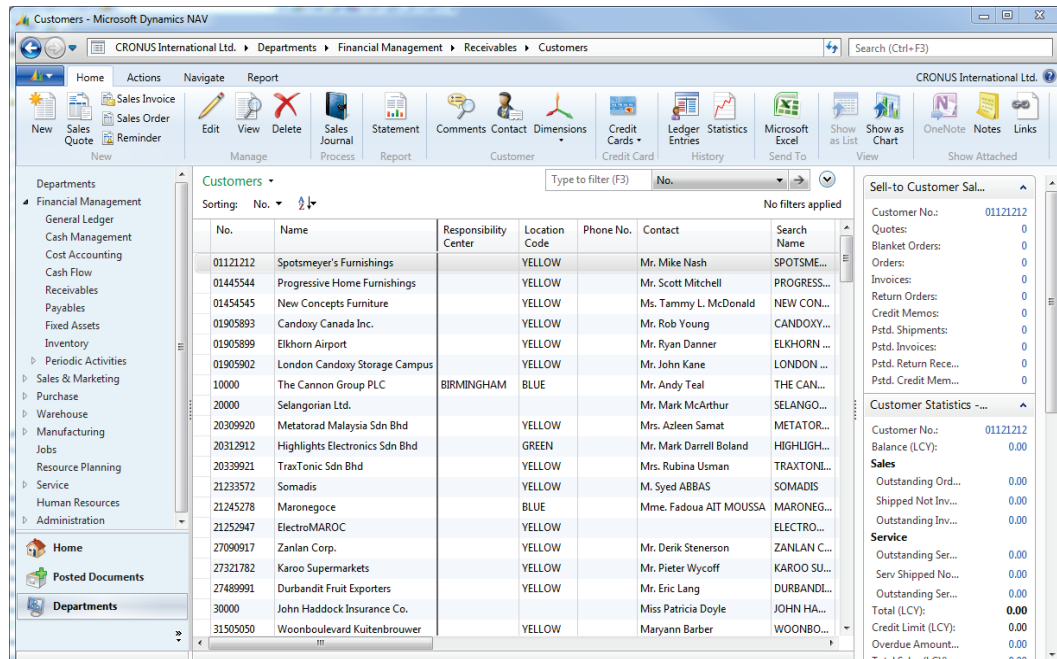 Customers - Microsoft Dynamics NAV
CRONUS International Ltd. ▸ Departments ▸ Financial Management ▸ Receivables ▸ Customers
Search (Ctrl+F3)
Home Actions Navigate Report
CRONUS International Ltd.
New
Sales Quote
Sales Invoice
Sales Order
Reminder
New
Edit View Delete
Manage
Sales Journal
Process
Statement
Report
Comments Contact Dimensions
Customer
Credit Cards
Credit Card
Ledger Entries Statistics
History
Microsoft Excel
Send To
Show as List Show as Chart
View
OneNote Notes Links
Show Attached
Departments
Financial Management
General Ledger
Cash Management
Cost Accounting
Cash Flow
Receivables
Payables
Fixed Assets
Inventory
Periodic Activities
Sales & Marketing
Purchase
Warehouse
Manufacturing
Jobs
Resource Planning
Service
Human Resources
Administration
Home
Posted Documents
Departments
Customers
Type to filter (F3) No.
Sorting: No.
No filters applied
No. Name Responsibility Center Location Code Phone No. Contact Search Name
01121212 Spotsmeyer's Furnishings YELLOW Mr. Mike Nash SPOTSME...
01445544 Progressive Home Furnishings YELLOW Mr. Scott Mitchell PROGRESS...
01454545 New Concepts Furniture YELLOW Ms. Tammy L. McDonald NEW CON...
01905893 Candoxy Canada Inc. YELLOW Mr. Rob Young CANDOXY...
01905899 Elkhorn Airport YELLOW Mr. Ryan Danner ELKHORN ...
01905902 London Candoxy Storage Campus YELLOW Mr. John Kane LONDON ...
10000 The Cannon Group PLC BIRMINGHAM BLUE Mr. Andy Teal THE CAN...
20000 Selangorian Ltd. Mr. Mark McArthur SELANGO...
20309920 Metatorad Malaysia Sdn Bhd YELLOW Mrs. Azleen Samat METATOR...
20312912 Highlights Electronics Sdn Bhd GREEN Mr. Mark Darrell Boland HIGHLIGH...
20339921 TraxTonic Sdn Bhd YELLOW Mrs. Rubina Usman TRAXTONI...
21233572 Somadis YELLOW M. Syed ABBAS SOMADIS
21245278 Maronegoce BLUE Mme. Fadoua AIT MOUSSA MARONEG...
21252947 ElectroMAROC YELLOW ELECTRO...
27090917 Zanlan Corp. YELLOW Mr. Derik Stenerson ZANLAN C...
27321782 Karoo Supermarkets YELLOW Mr. Pieter Wycoff KAROO SU...
27489991 Durbandit Fruit Exporters YELLOW Mr. Eric Lang DURBANDI...
30000 John Haddock Insurance Co. Miss Patricia Doyle JOHN HA...
31505050 Woonboulevard Kuitenbrouwer YELLOW Maryann Barber WOONBO...
Sell-to Customer Sal...
Customer No.: 01121212
Quotes: 0
Blanket Orders: 0
Orders: 0
Invoices: 0
Return Orders: 0
Credit Memos: 0
Pstd. Shipments: 0
Pstd. Invoices: 0
Pstd. Return Rece... 0
Pstd. Credit Mem... 0
Customer Statistics -...
Customer No.: 01121212
Balance (LCY): 0.00
Sales
Outstanding Ord... 0.00
Shipped Not Inv... 0.00
Outstanding Inv... 0.00
Service
Outstanding Ser... 0.00
Serv Shipped No... 0.00
Outstanding Ser... 0.00
Total (LCY): 0.00
Credit Limit (LCY): 0.00
Overdue Amount... 0.00